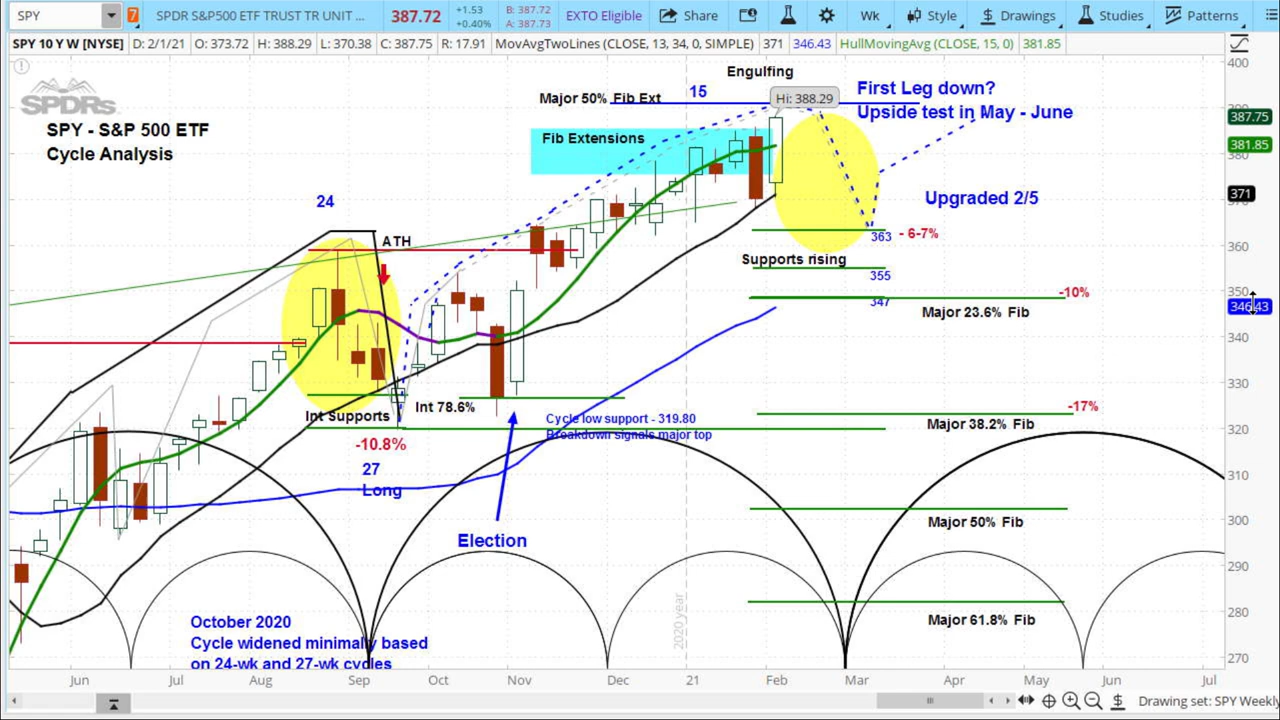 SPY
7
SPDR S&P500 ETF TRUST TR UNIT ...
387.72
+1.53
+0.40%
B: 387.72
A: 387.73
EXTO Eligible
Share
Wk
Style
Drawings
Studies
Patterns
SPY 10 Y W [NYSE]
D: 2/1/21
O: 373.72
H: 388.29
L: 370.38
C: 387.75
R: 17.91
MovAvgTwoLines (CLOSE, 13, 34, 0, SIMPLE)
371
346.43
HullMovingAvg (CLOSE, 15, 0)
381.85
SPDRs
SPY - S&P 500 ETF
Cycle Analysis
Engulfing
Major 50% Fib Ext
15
Hi: 388.29
First Leg down?
Upside test in May - June
Fib Extensions
Upgraded 2/5
24
ATH
363
- 6-7%
Supports rising
355
-10%
347
Major 23.6% Fib
-17%
Major 38.2% Fib
Int Supports
Int 78.6%
Cycle low support - 319.80
Breakdown signals major top
-10.8%
27
Long
Election
Major 50% Fib
Major 61.8% Fib
October 2020
Cycle widened minimally based
on 24-wk and 27-wk cycles
2020 year
400
390
387.75
381.85
380
371
370
360
350
346.43
340
330
320
310
300
290
280
270
Jun
Jul
Aug
Sep
Oct
Nov
Dec
21
Feb
Mar
Apr
May
Jun
Jul
Drawing set: SPY Weekly